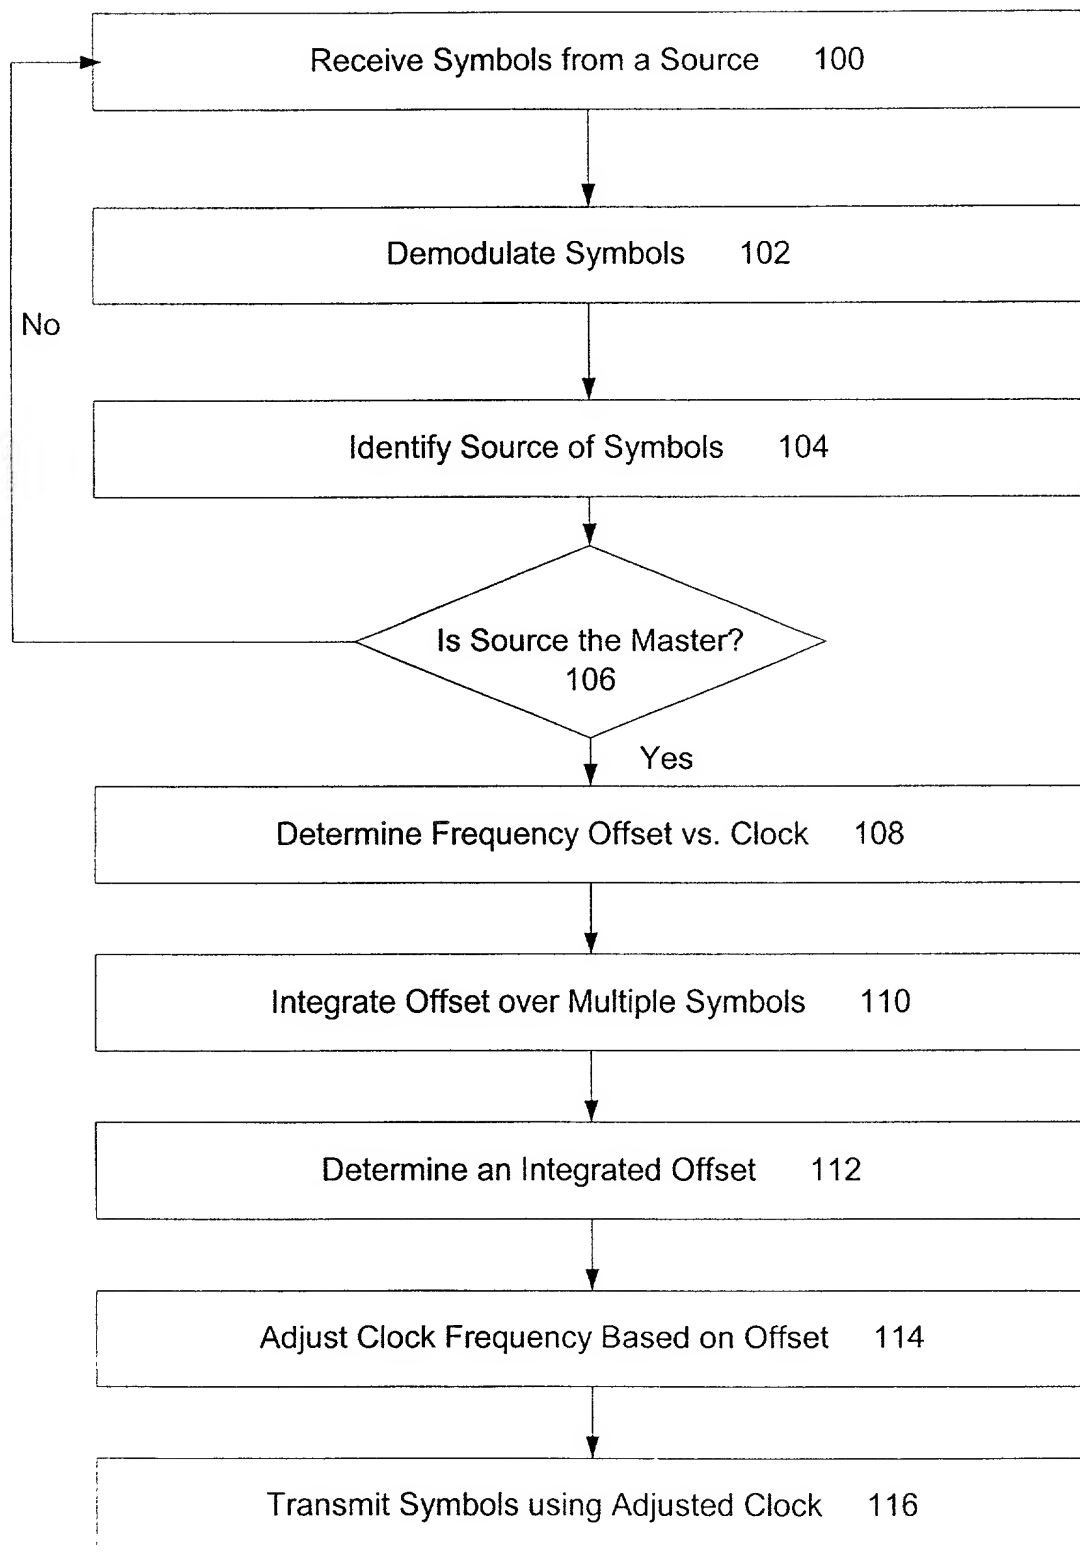 Receive Symbols from a Source 100
Demodulate Symbols 102
No
Identify Source of Symbols 104
Is Source the Master?
106
Yes
Determine Frequency Offset vs. Clock 108
Integrate Offset over Multiple Symbols 110
Determine an Integrated Offset 112
Adjust Clock Frequency Based on Offset 114
Transmit Symbols using Adjusted Clock 116